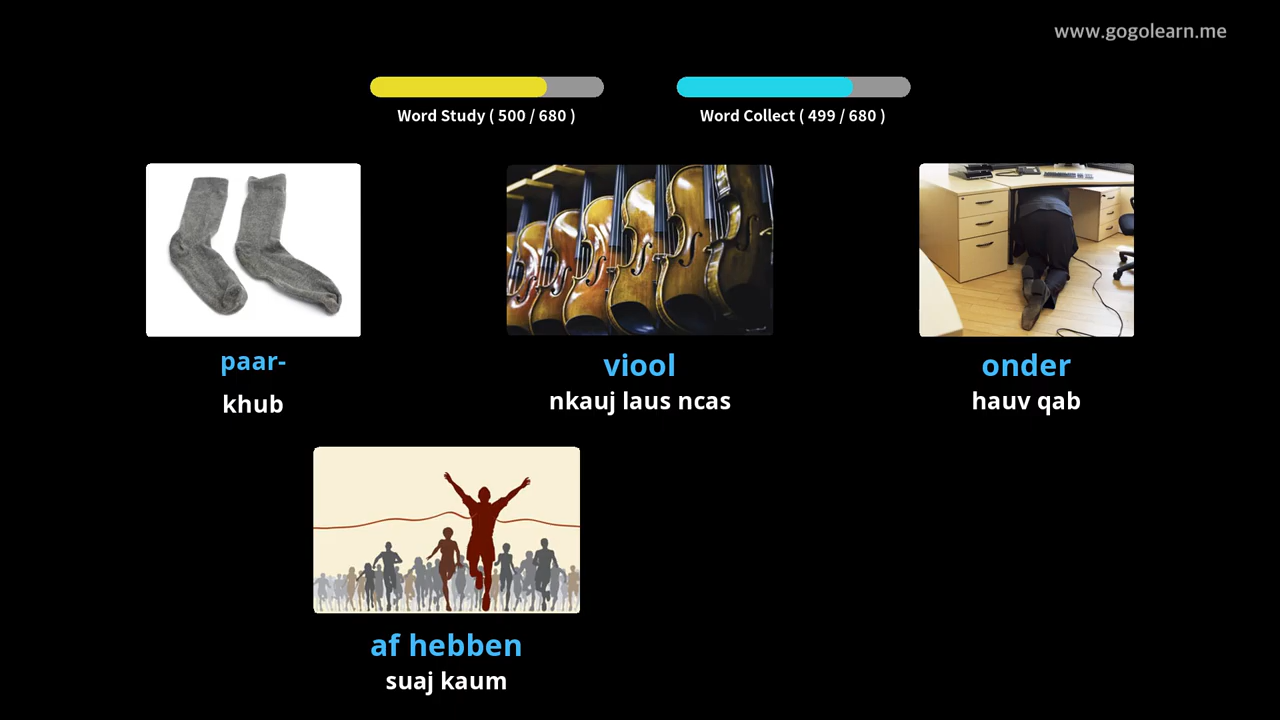 www.gogolearn.me
Word Study ( 500 / 680 )
Word Collect ( 499 / 680 )
paar-
khub
viool
nkauj laus ncas
onder
hauv qab
af hebben
suaj kaum